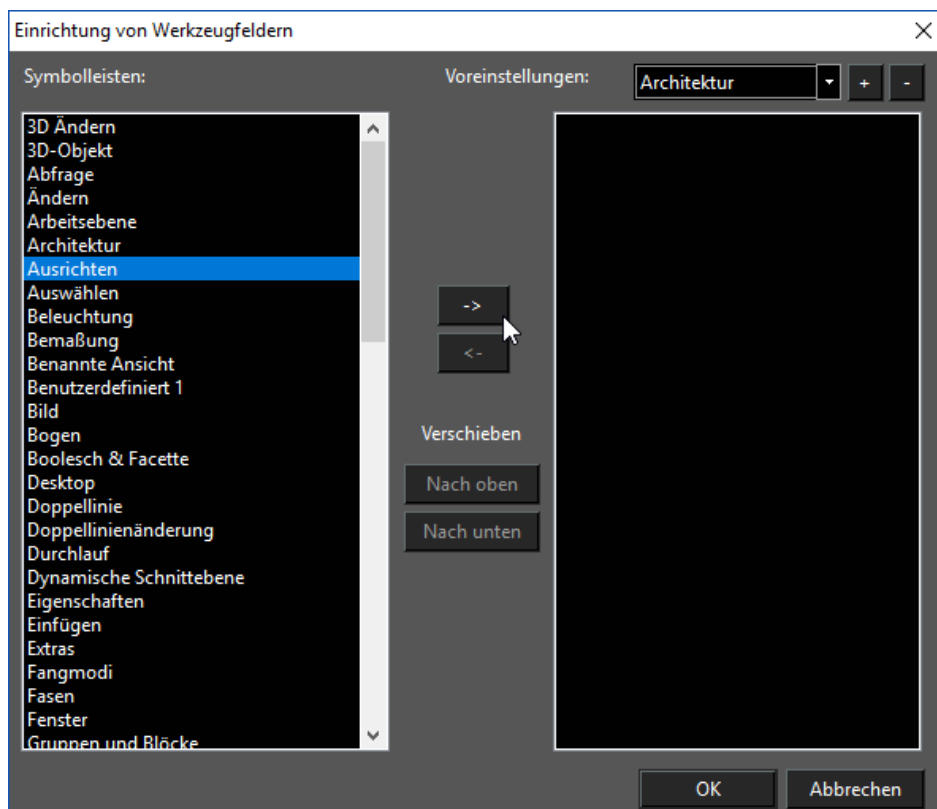 Einrichtung von Werkzeugfeldern
Symbolleisten:
Voreinstellungen:
Architektur
+
-
3D Ändern
3D-Objekt
Abfrage
Ändern
Arbeitsebene
Architektur
Ausrichten
Auswählen
Beleuchtung
Bemaßung
Benannte Ansicht
Benutzerdefiniert 1
Bild
Bogen
Boolesch & Facette
Desktop
Doppellinie
Doppellinienänderung
Durchlauf
Dynamische Schnittebene
Eigenschaften
Einfügen
Extras
Fangmodi
Fasen
Fenster
Gruppen und Blöcke
->
<-
Verschieben
Nach oben
Nach unten
OK
Abbrechen